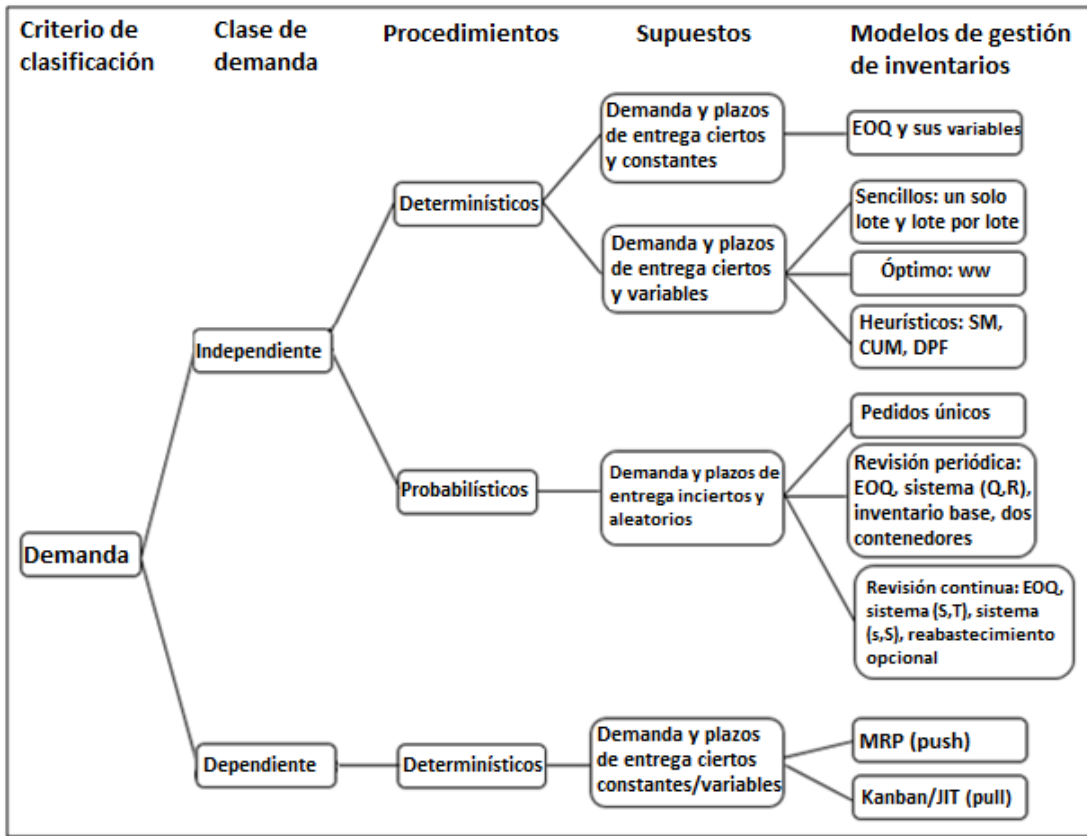 Criterio de
clasificación
Clase de
demanda
Procedimientos
Supuestos
Modelos de gestión
de inventarios
Demanda
Independiente
Determinísticos
Demanda y plazos
de entrega ciertos
y constantes
EOQ y sus variables
Demanda y plazos
de entrega ciertos
y variables
Sencillos: un solo
lote y lote por lote
Óptimo: ww
Heurísticos: SM,
CUM, DPF
Probabilísticos
Demanda y plazos de
entrega inciertos y
aleatorios
Pedidos únicos
Revisión periódica:
EOQ, sistema (Q,R),
inventario base, dos
contenedores
Revisión continua: EOQ,
sistema (S,T), sistema
(s,S), reabastecimiento
opcional
Dependiente
Determinísticos
Demanda y plazos
de entrega ciertos
constantes/variables
MRP (push)
Kanban/JIT (pull)